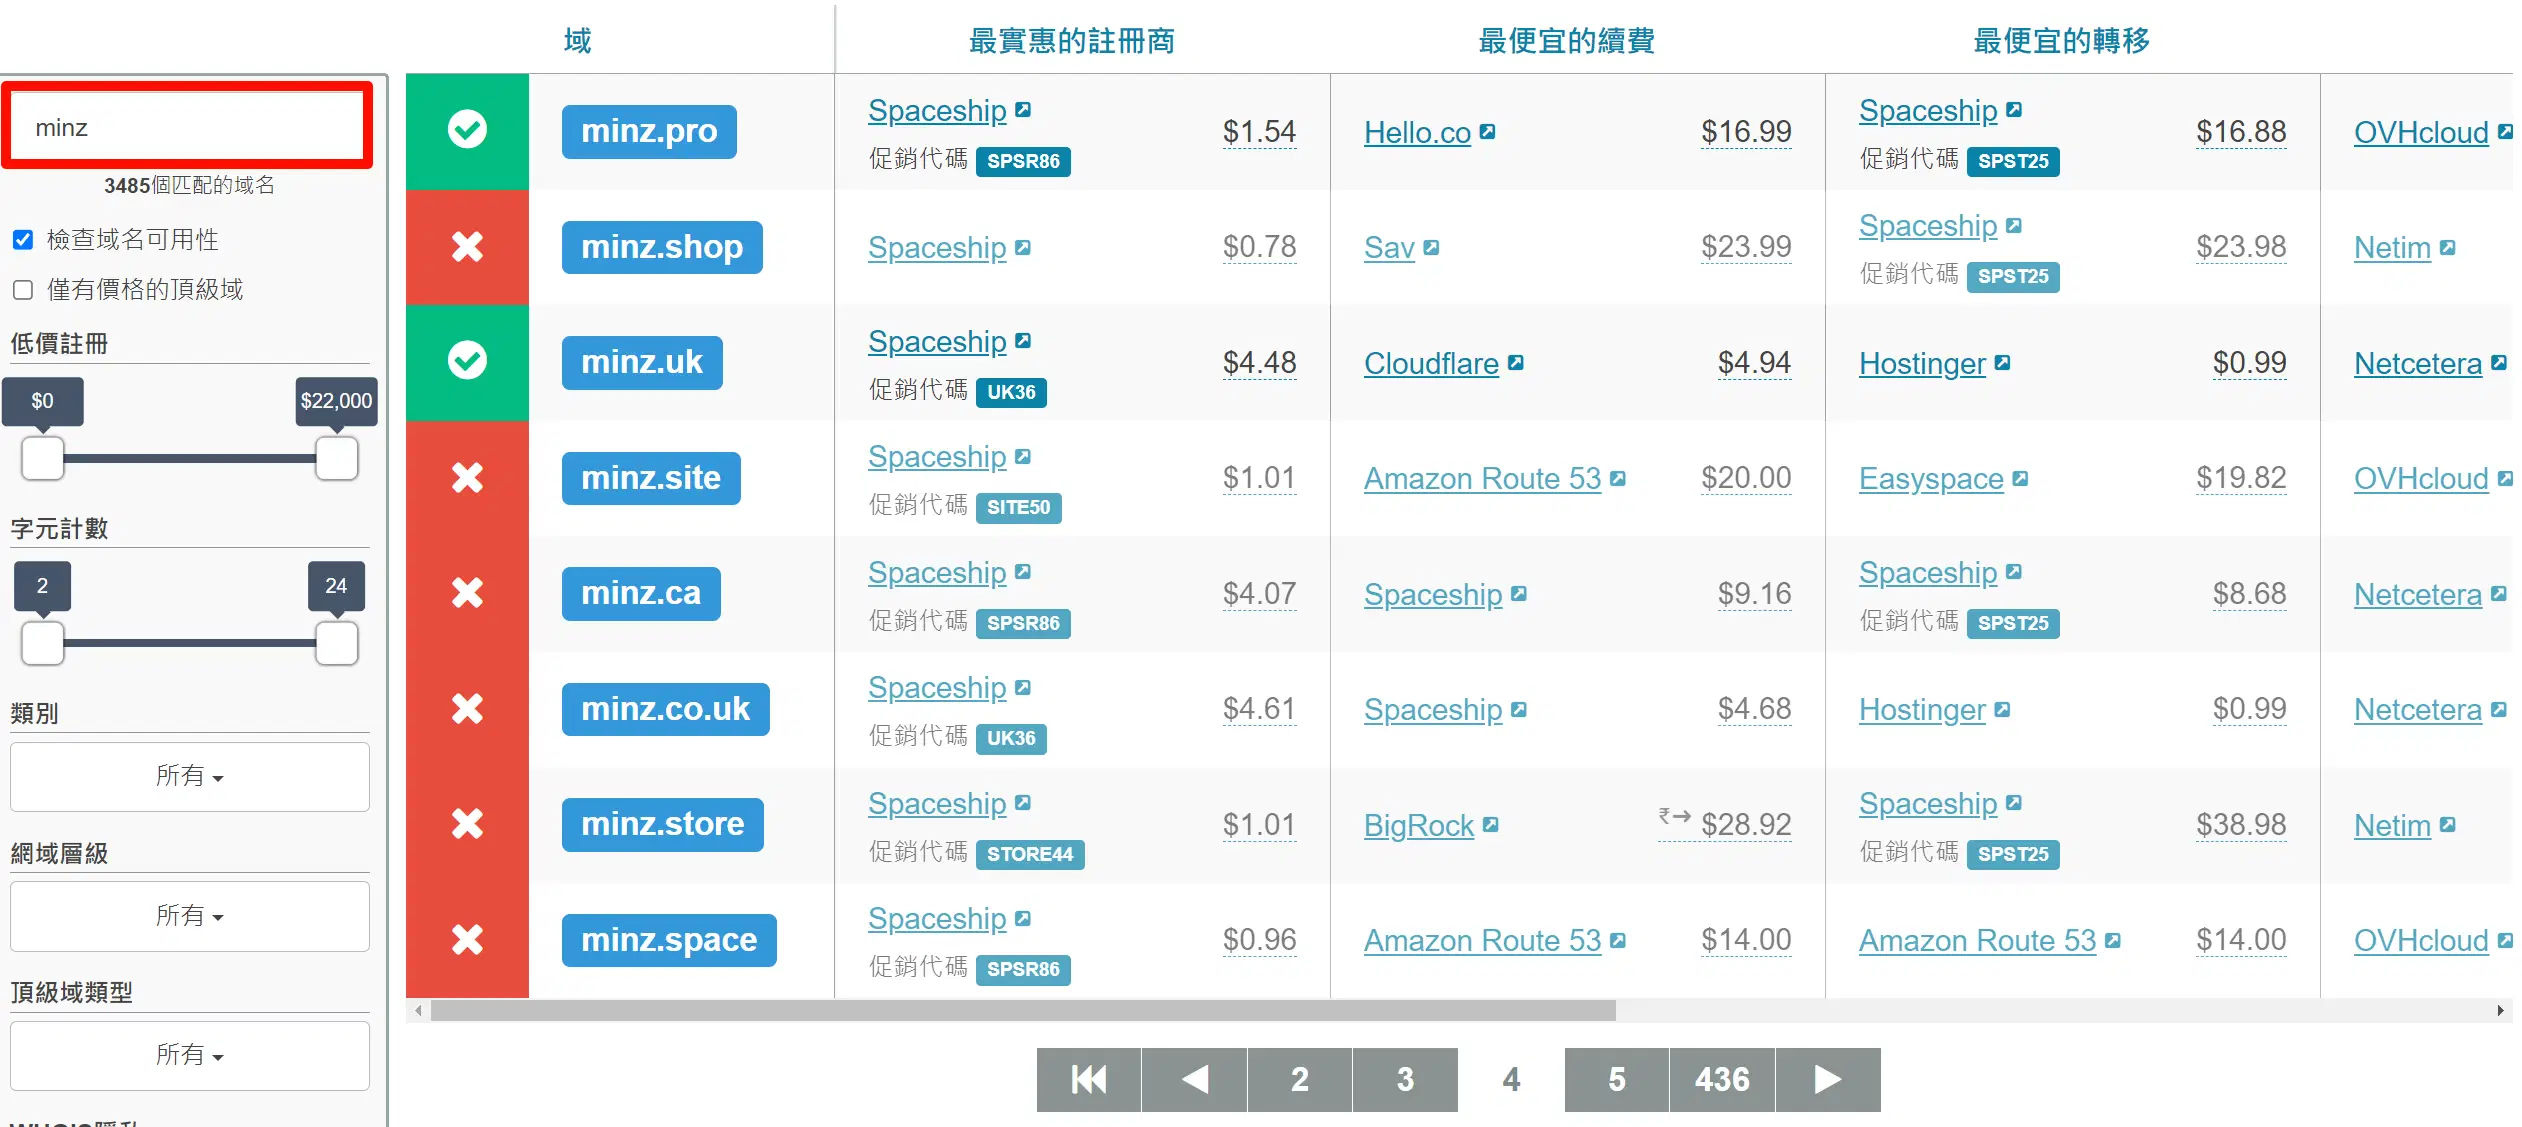 域
最實惠的註冊商
最便宜的續費
最便宜的轉移
minz
3485個匹配的域名
檢查域名可用性
僅有價格的頂級域
低價註冊
$0
$22,000
字元計數
2
24
類別
所有
網域層級
所有
頂級域類型
所有
minz.pro
Spaceship
促銷代碼 SPSR86
$1.54
Hello.co
$16.99
Spaceship
促銷代碼 SPST25
$16.88
OVHcloud
minz.shop
Spaceship
$0.78
Sav
$23.99
Spaceship
促銷代碼 SPST25
$23.98
Netim
minz.uk
Spaceship
促銷代碼 UK36
$4.48
Cloudflare
$4.94
Hostinger
$0.99
Netcetera
minz.site
Spaceship
促銷代碼 SITE50
$1.01
Amazon Route 53
$20.00
Easyspace
$19.82
OVHcloud
minz.ca
Spaceship
促銷代碼 SPSR86
$4.07
Spaceship
$9.16
Spaceship
促銷代碼 SPST25
$8.68
Netcetera
minz.co.uk
Spaceship
促銷代碼 UK36
$4.61
Spaceship
$4.68
Hostinger
$0.99
Netcetera
minz.store
Spaceship
促銷代碼 STORE44
$1.01
BigRock
₹→ $28.92
Spaceship
促銷代碼 SPST25
$38.98
Netim
minz.space
Spaceship
促銷代碼 SPSR86
$0.96
Amazon Route 53
$14.00
Amazon Route 53
$14.00
OVHcloud
2 3 4 5 436